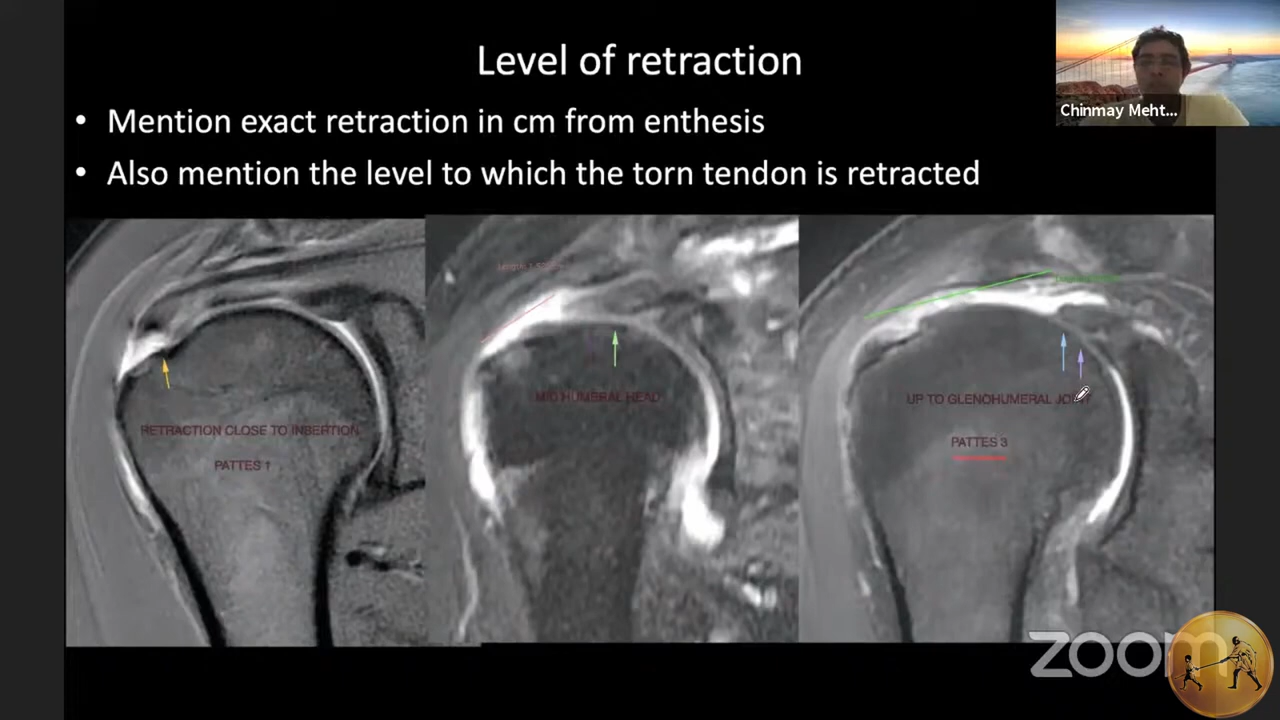 Level of retraction
Chinmay Meht...
• Mention exact retraction in cm from enthesis
• Also mention the level to which the torn tendon is retracted
RETRACTION CLOSE TO INSERTION
PATTES 1
MID HUMERAL HEAD
UP TO GLENOHUMERAL JOINT
PATTES 3
zoom